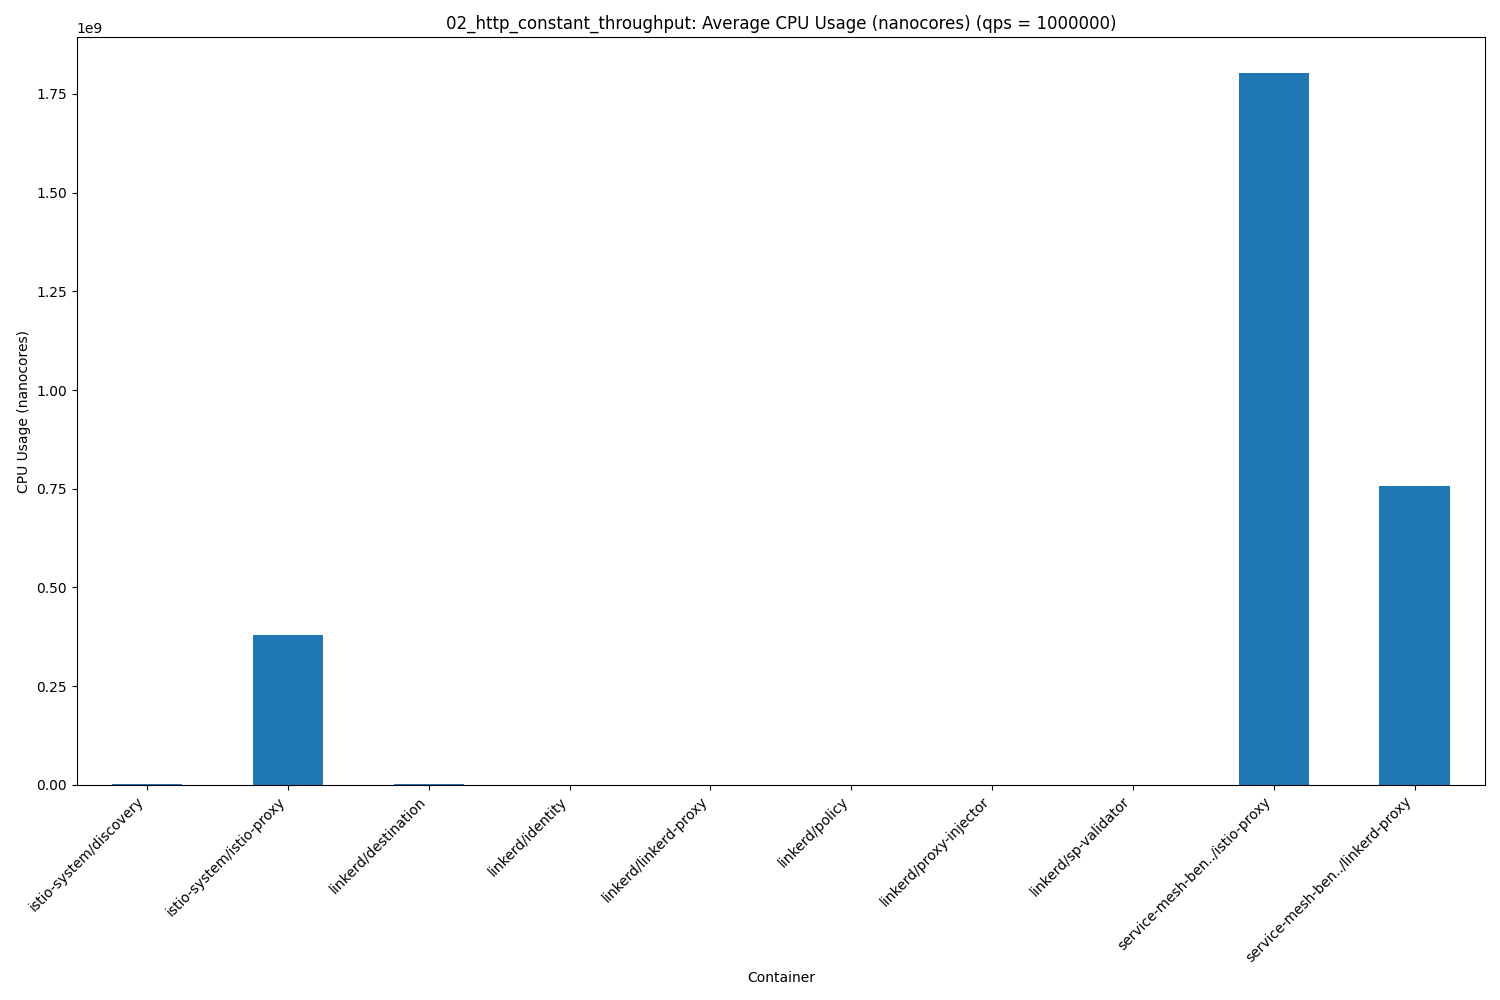 02_http_constant_throughput: Average CPU Usage (nanocores) (qps = 1000000)
1e9
1.75
1.50
1.25
1.00
0.75
0.50
0.25
0.00
CPU Usage (nanocores)
istio-system/discovery
istio-system/istio-proxy
linkerd/destination
linkerd/identity
linkerd/linkerd-proxy
linkerd/policy
linkerd/proxy-injector
linkerd/sp-validator
service-mesh-ben../istio-proxy
service-mesh-ben../linkerd-proxy
Container